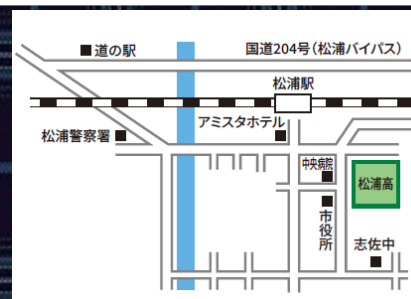 道の駅
国道204号(松浦バイパス)
松浦駅
アミスタホテル
松浦警察署
中央病院
松浦高
市役所
志佐中